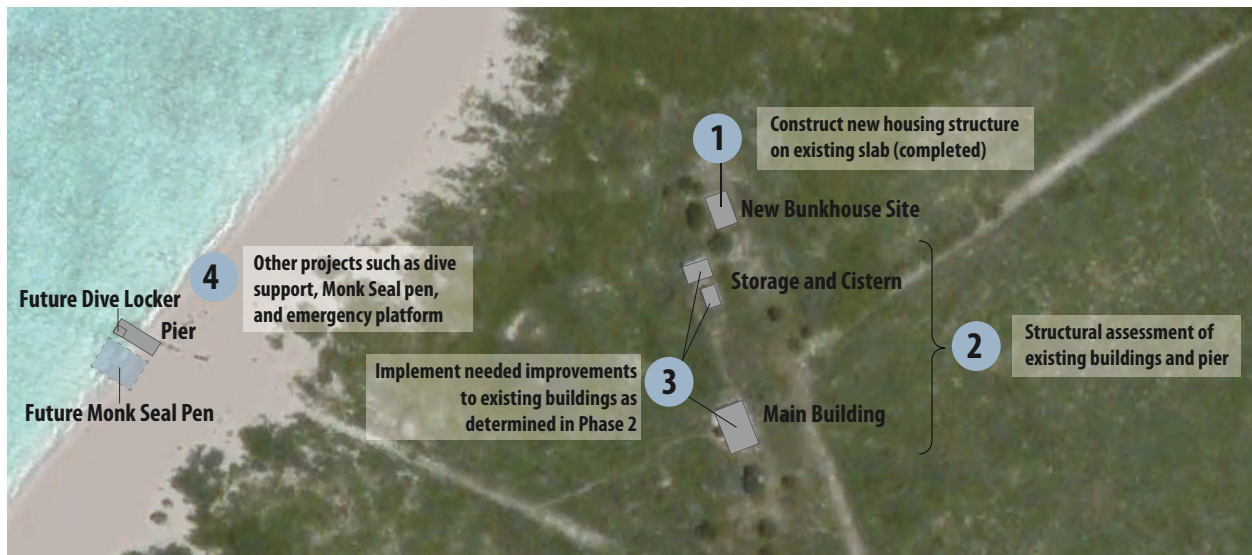 1
Construct new housing structure
on existing slab (completed)
New Bunkhouse Site
Storage and Cistern
2
Structural assessment of
existing buildings and pier
3
Implement needed improvements
to existing buildings as
determined in Phase 2
Main Building
4
Other projects such as dive
support, Monk Seal pen,
and emergency platform
Future Dive Locker
Pier
Future Monk Seal Pen